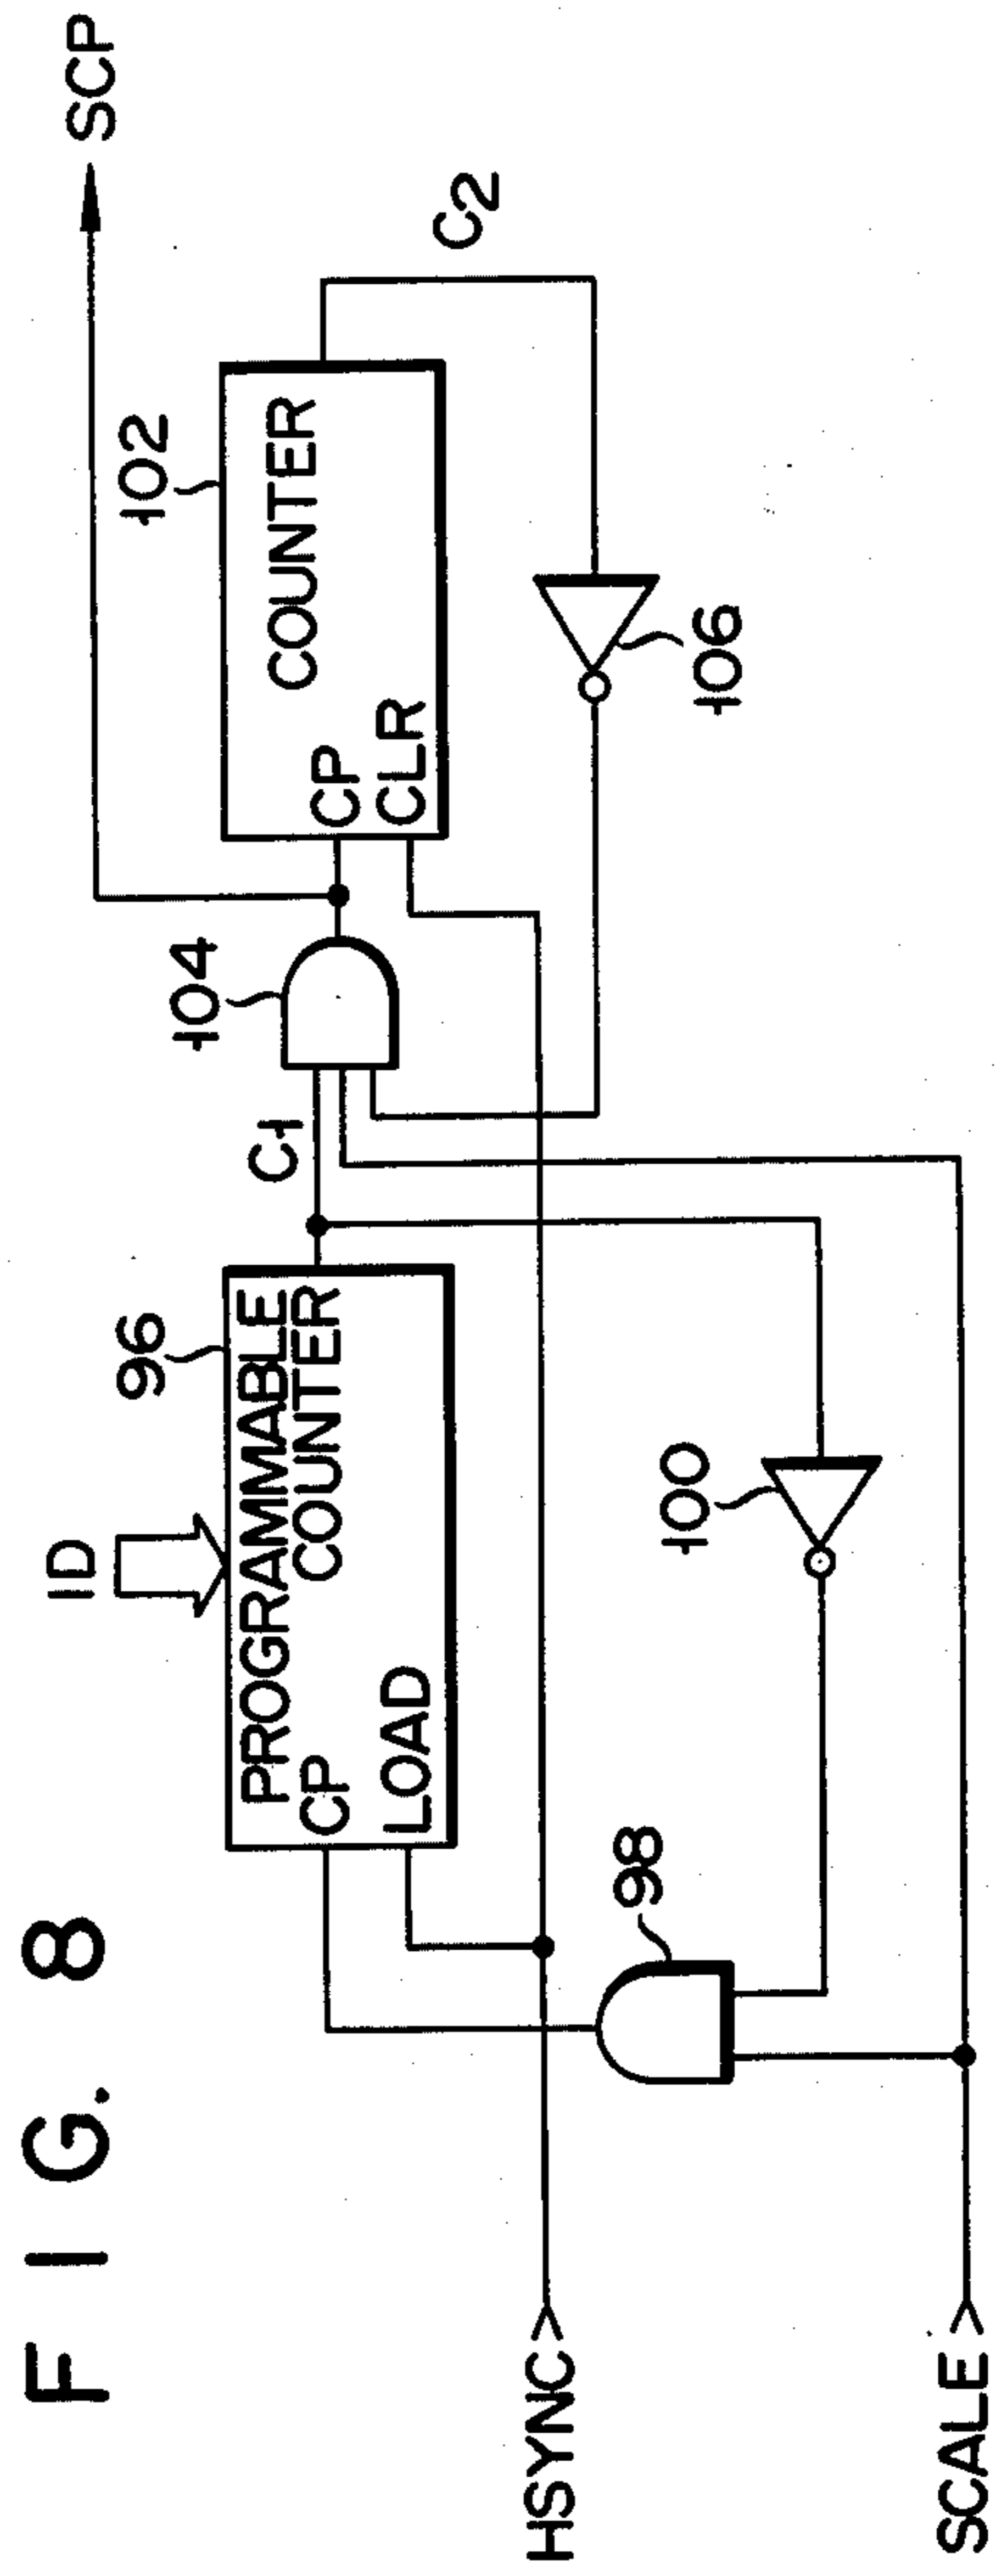 FIG. 8
ID
96
PROGRAMMABLE
COUNTER
CP
LOAD
C1
104
102
COUNTER
CP
CLR
SCP
C2
106
100
98
HSYNC
SCALE